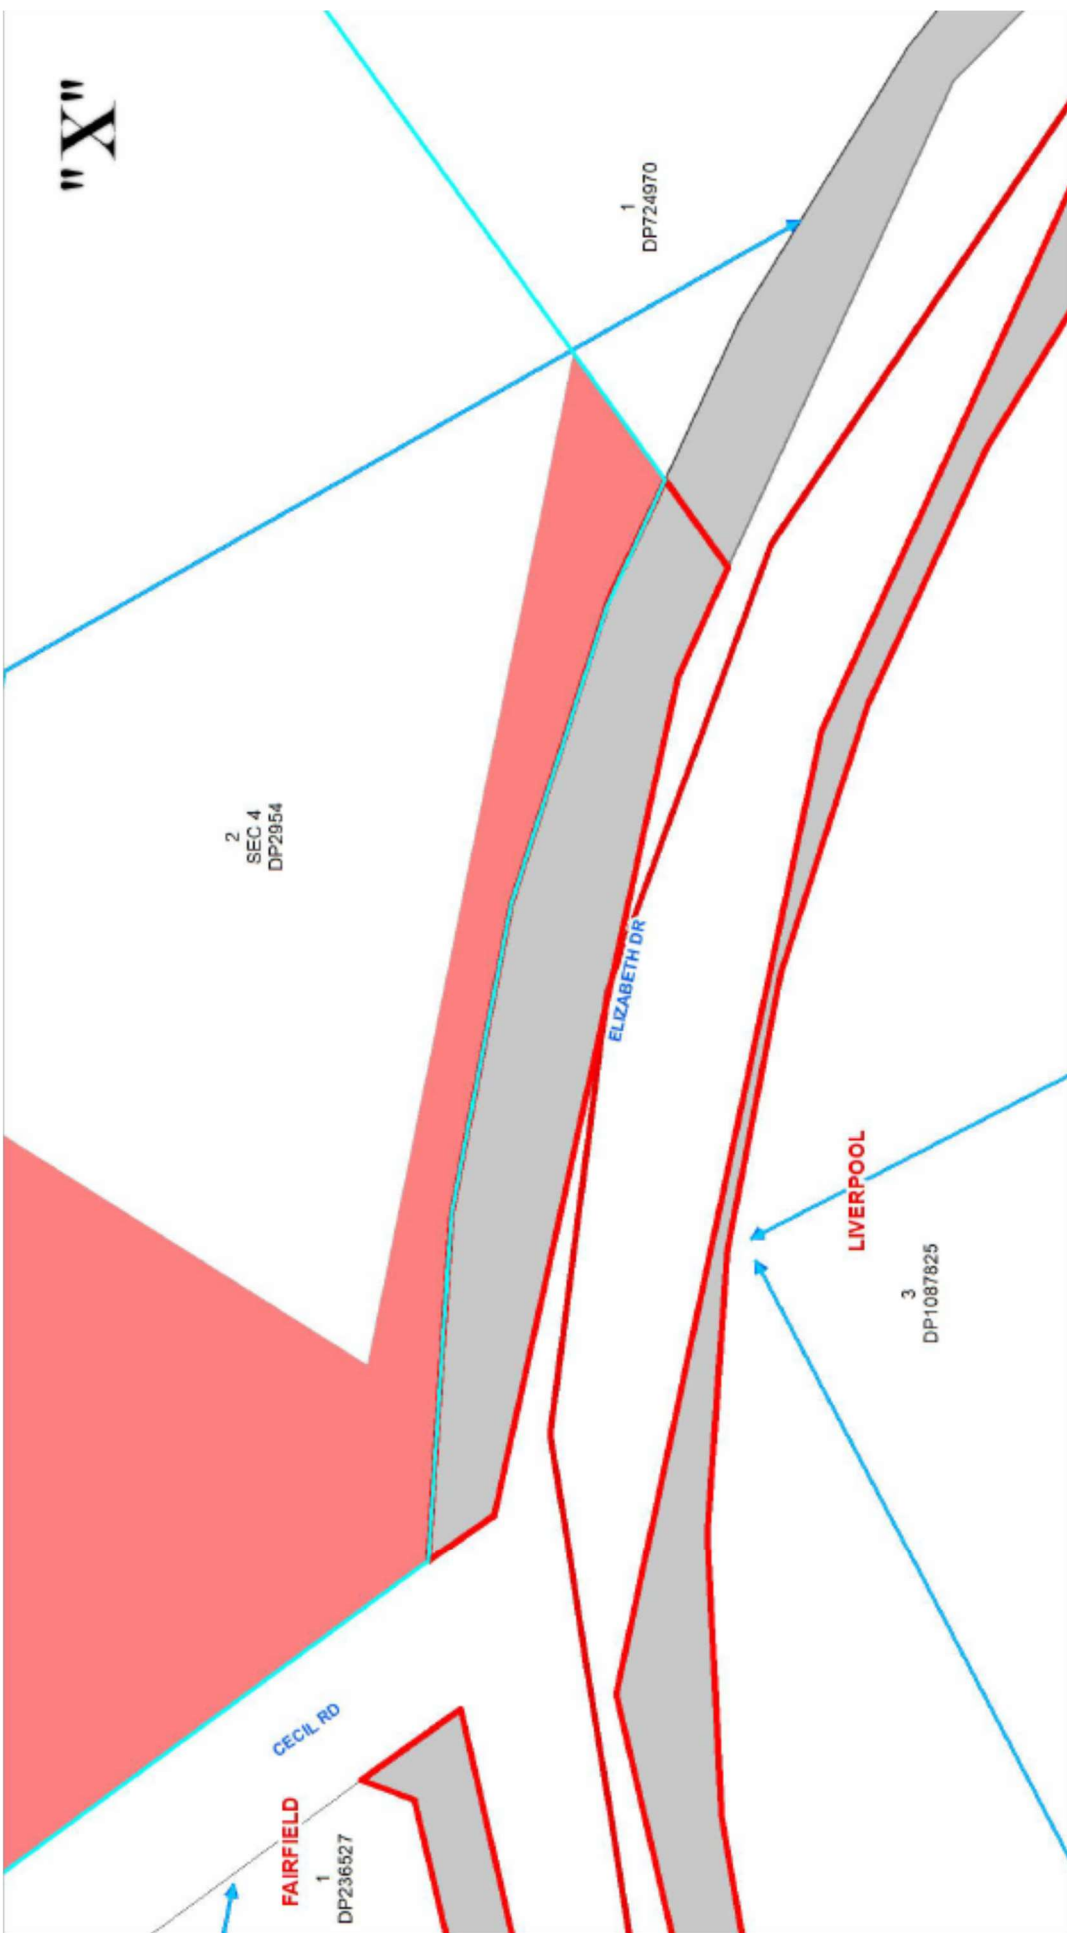 "X"
1
DP724970
2
SEC 4
DP2954
ELIZABETH DR
LIVERPOOL
3
DP1087825
CECIL RD
FAIRFIELD
1
DP236527